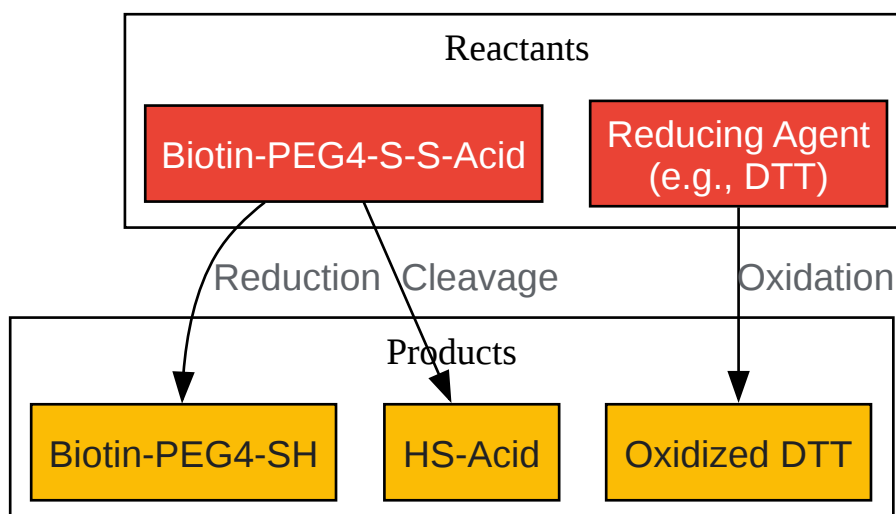 Reactants
Biotin-PEG4-S-S-Acid
Reducing Agent
(e.g., DTT)
Reduction
Cleavage
Oxidation
Products
Biotin-PEG4-SH
HS-Acid
Oxidized DTT